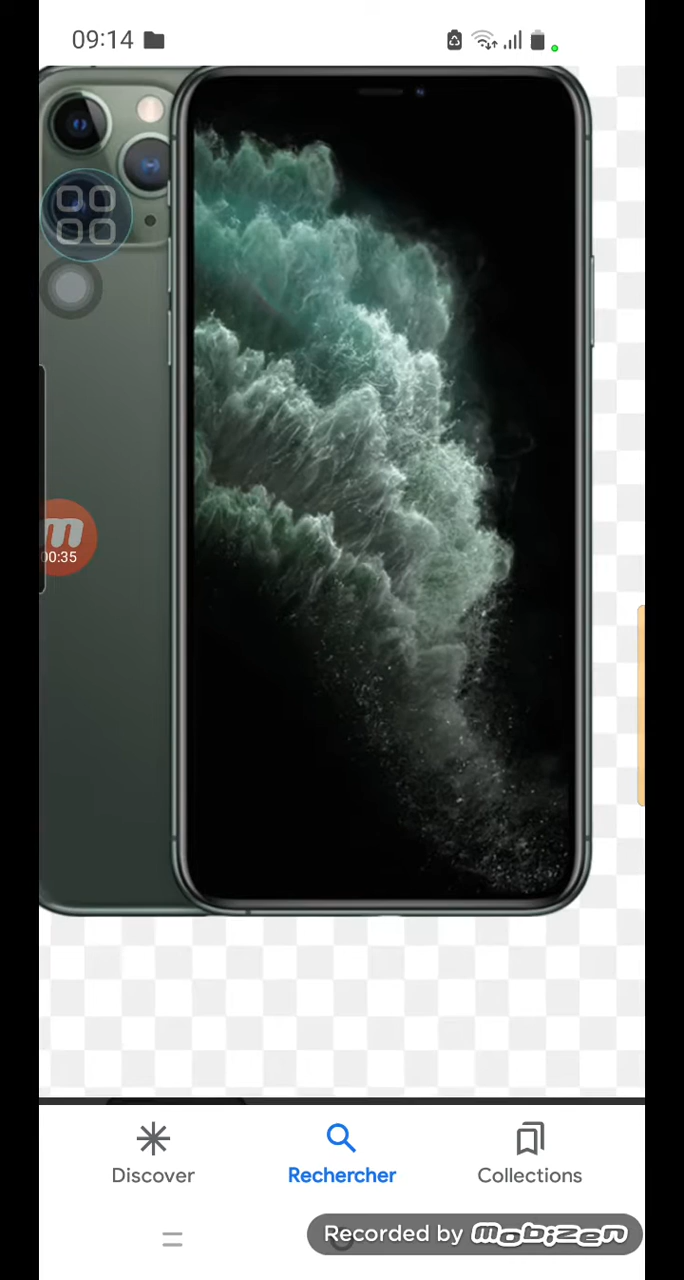 09:14
m
00:35
Discover
Rechercher
Collections
Recorded by mobizen